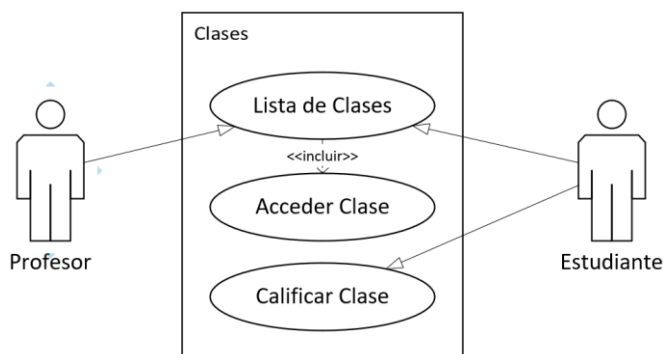 Clases
Lista de Clases
<<incluir>>
Acceder Clase
Profesor
Estudiante
Calificar Clase